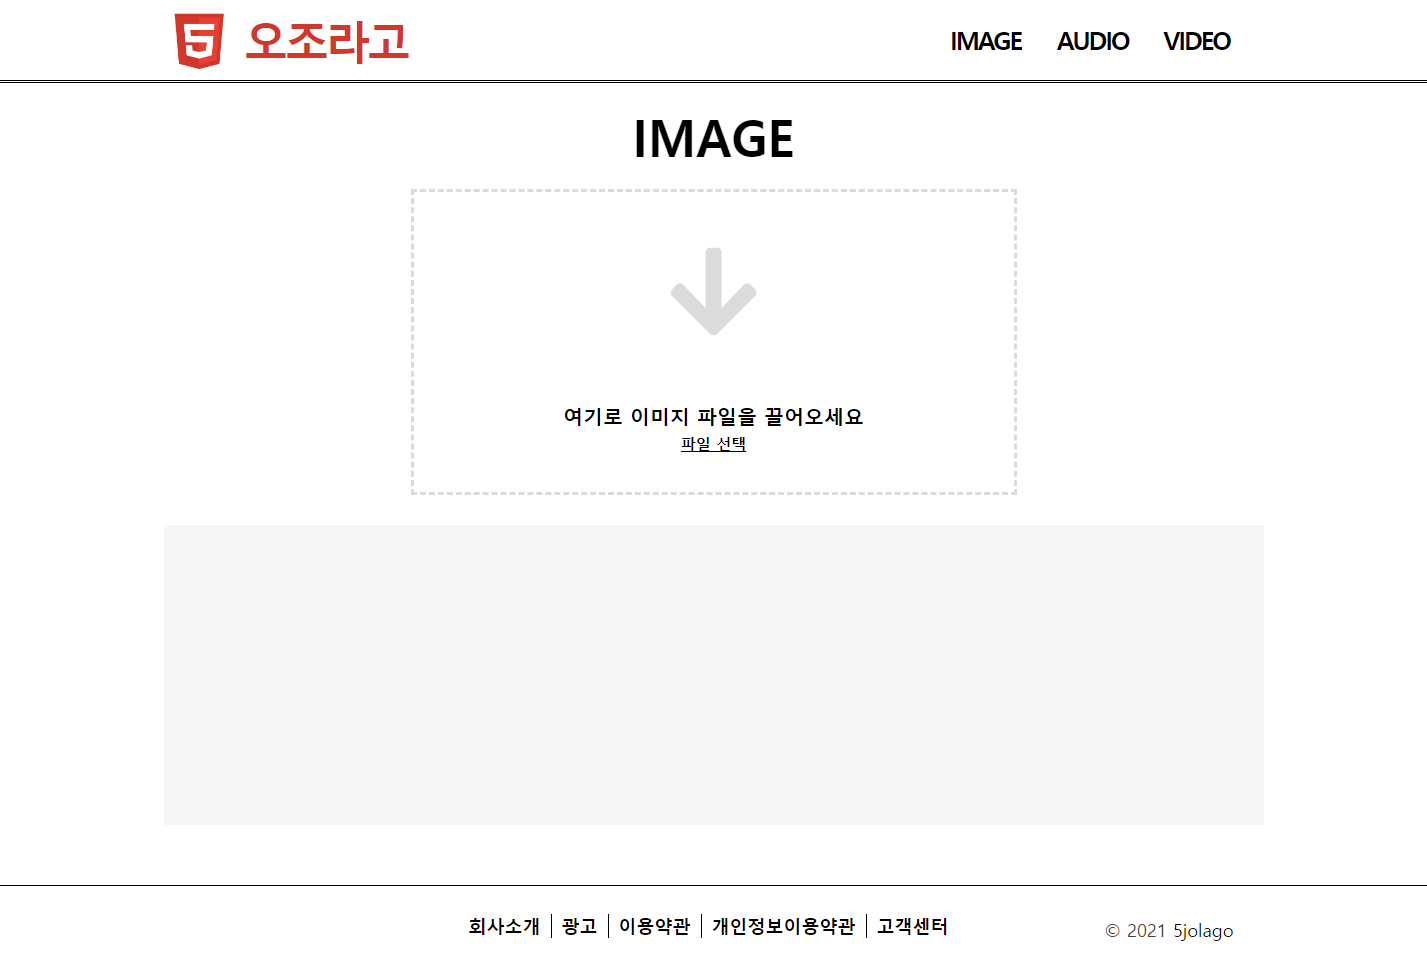 5 오조라고
IMAGE AUDIO VIDEO
IMAGE
여기로 이미지 파일을 끌어오세요
파일 선택
회사소개 | 광고 | 이용약관 | 개인정보이용약관 | 고객센터
© 2021 5jolago